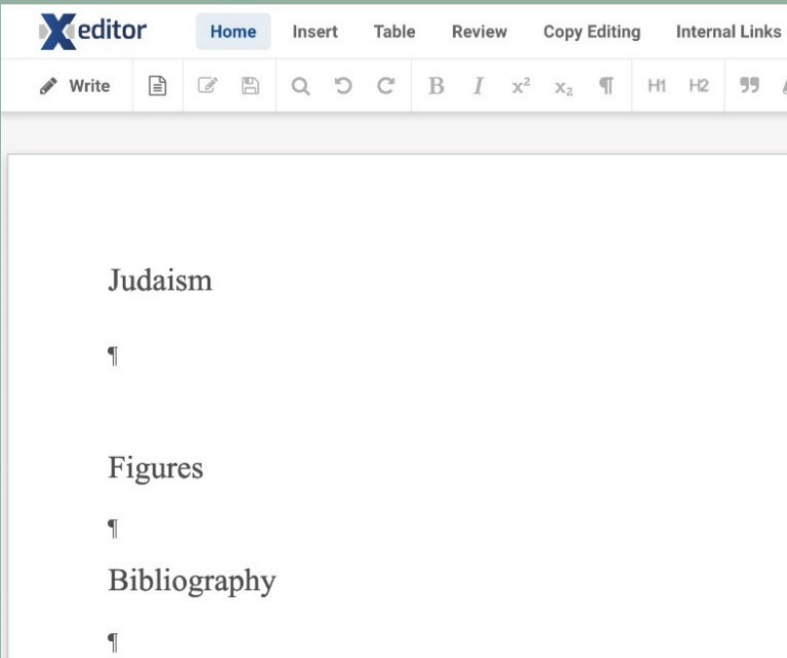 Xeditor Home Insert Table Review Copy Editing Internal Links
Write B I x² x₂ ¶ H1 H2 ”
Judaism
¶
Figures
¶
Bibliography
¶